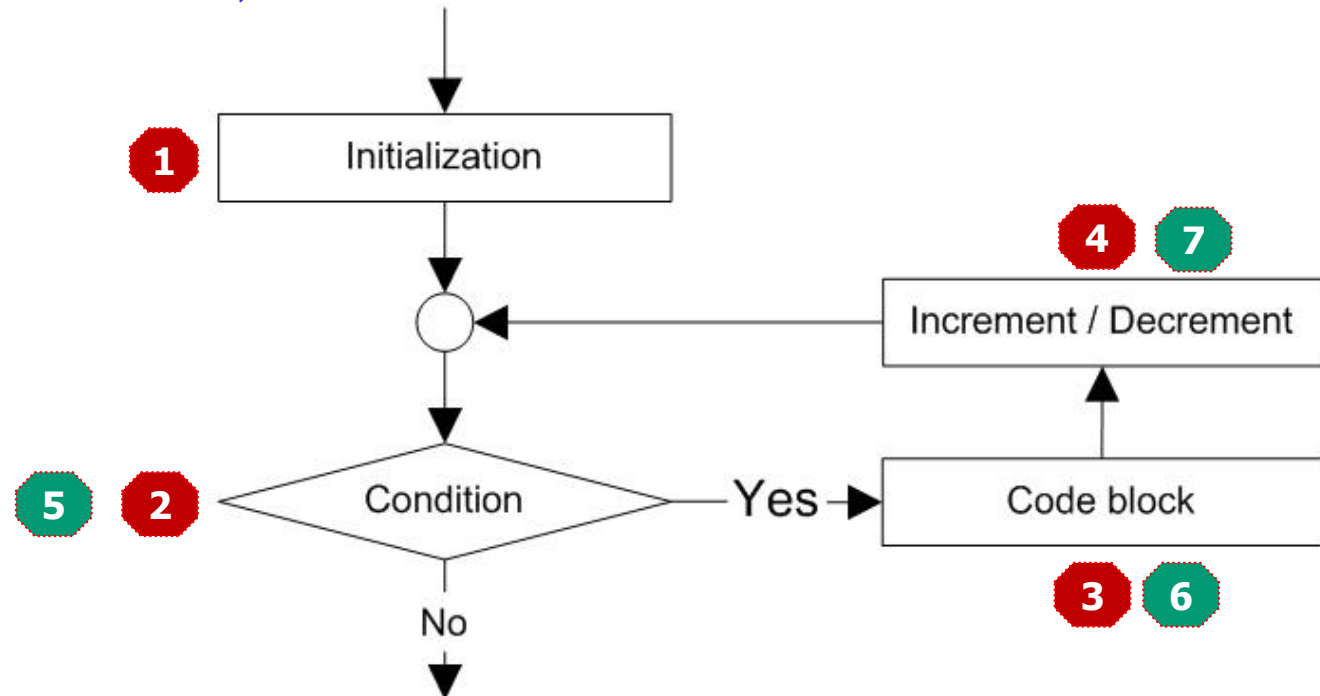 1
Initialization
4 7
Increment / Decrement
5 2
Condition
Yes
Code block
3 6
No